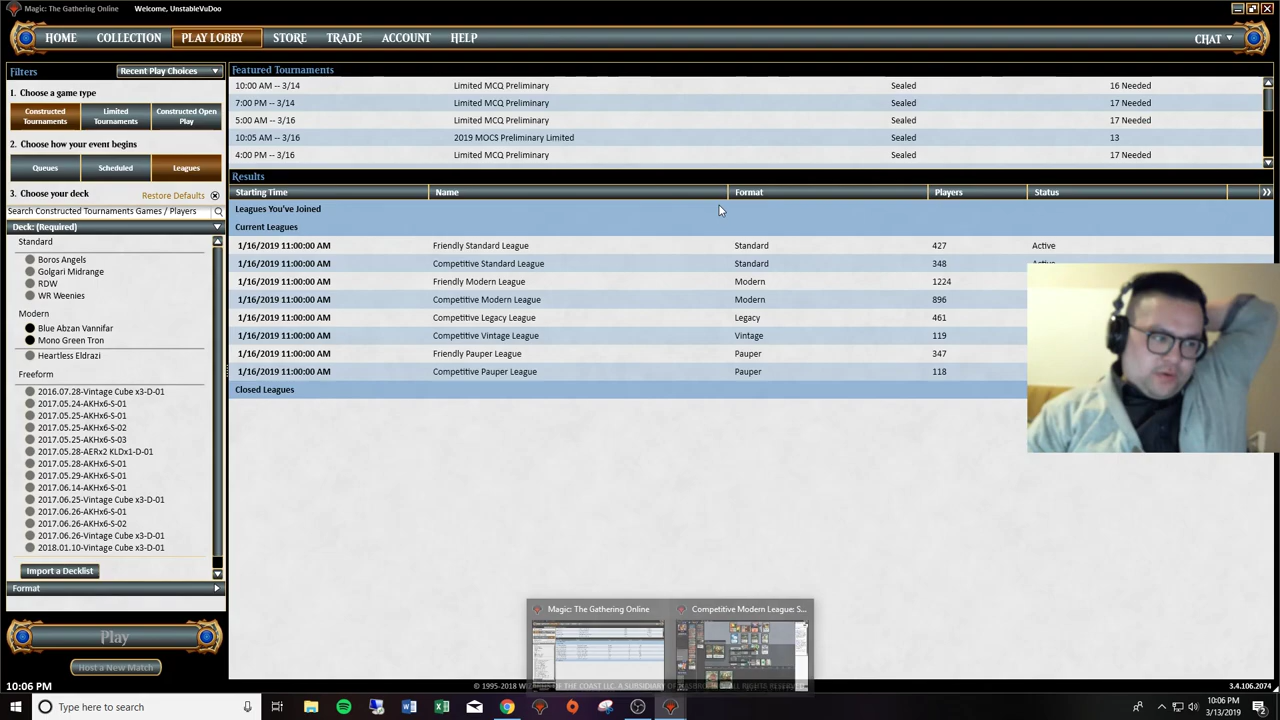 Magic: The Gathering Online Welcome, UnstableVuDoo
HOME COLLECTION PLAY LOBBY STORE TRADE ACCOUNT HELP CHAT
Filters Recent Play Choices
1. Choose a game type
Constructed Tournaments Limited Tournaments Constructed Open Play
2. Choose how your event begins
Queues Scheduled Leagues
3. Choose your deck Restore Defaults
Search Constructed Tournaments Games / Players
Deck: (Required)
Standard
Boros Angels
Golgari Midrange
RDW
WR Weenies
Modern
Blue Abzan Vannifar
Mono Green Tron
Heartless Eldrazi
Freeform
2016.07.28-Vintage Cube x3-D-01
2017.05.24-AKHx6-S-01
2017.05.25-AKHx6-S-01
2017.05.25-AKHx6-S-02
2017.05.25-AKHx6-S-03
2017.05.28-AERx2 KLDx1-D-01
2017.05.28-AKHx6-S-01
2017.05.29-AKHx6-S-01
2017.06.14-AKHx6-S-01
2017.06.25-Vintage Cube x3-D-01
2017.06.26-AKHx6-S-01
2017.06.26-AKHx6-S-02
2017.06.26-Vintage Cube x3-D-01
2018.01.10-Vintage Cube x3-D-01
Import a Decklist
Format
Play
Host a New Match
10:06 PM
Featured Tournaments
10:00 AM -- 3/14 Limited MCQ Preliminary Sealed 16 Needed
7:00 PM -- 3/14 Limited MCQ Preliminary Sealed 17 Needed
5:00 AM -- 3/16 Limited MCQ Preliminary Sealed 17 Needed
10:05 AM -- 3/16 2019 MOCS Preliminary Limited Sealed 13
4:00 PM -- 3/16 Limited MCQ Preliminary Sealed 17 Needed
Results
Starting Time Name Format Players Status
Leagues You've Joined
Current Leagues
1/16/2019 11:00:00 AM Friendly Standard League Standard 427 Active
1/16/2019 11:00:00 AM Competitive Standard League Standard 348 Active
1/16/2019 11:00:00 AM Friendly Modern League Modern 1224
1/16/2019 11:00:00 AM Competitive Modern League Modern 896
1/16/2019 11:00:00 AM Competitive Legacy League Legacy 461
1/16/2019 11:00:00 AM Competitive Vintage League Vintage 119
1/16/2019 11:00:00 AM Friendly Pauper League Pauper 347
1/16/2019 11:00:00 AM Competitive Pauper League Pauper 118
Closed Leagues
Magic: The Gathering Online Competitive Modern League: S...
© 1995-2018 OF THE COAST LLC, A SUBSIDIARY 3.4.106.2074
Type here to search
10:06 PM
3/13/2019